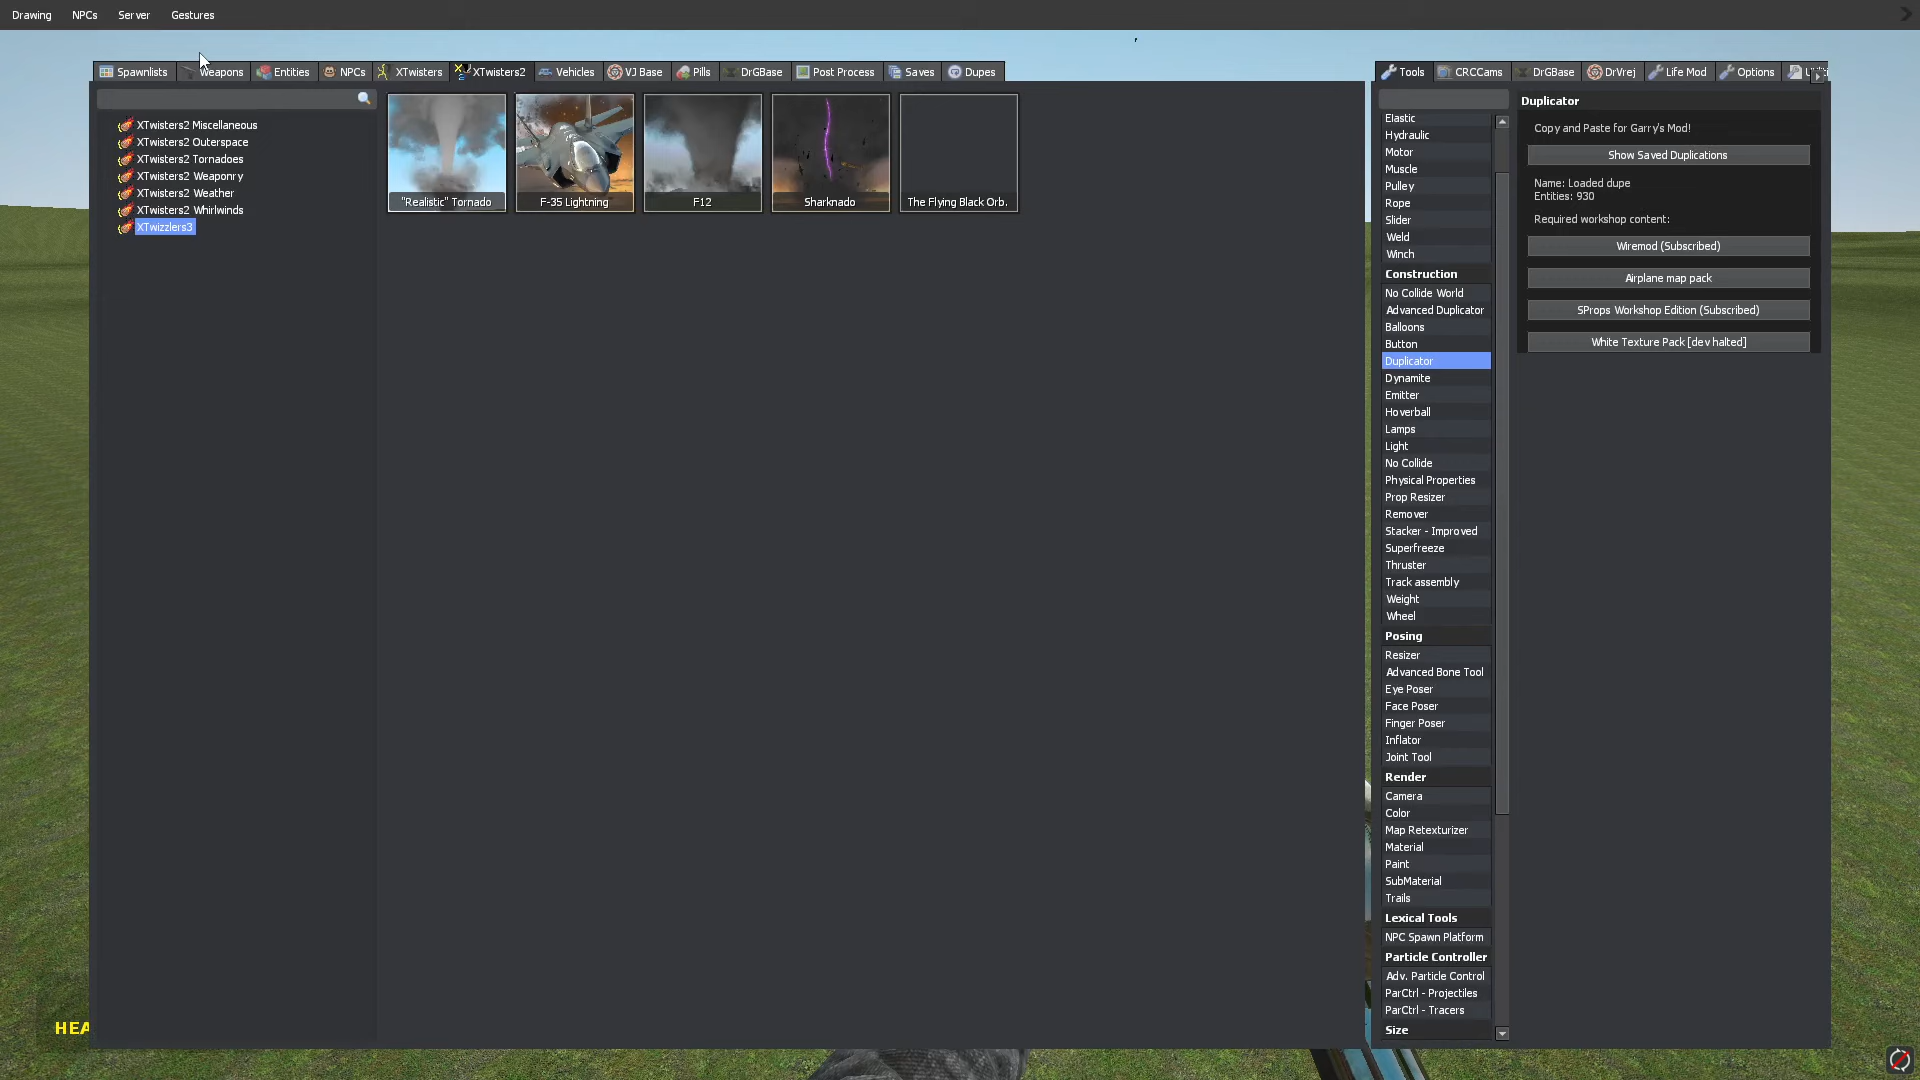 Drawing NPCs Server Gestures
Spawnlists Weapons Entities NPCs XTwisters XTwisters2 Vehicles VJ Base Pills DrGBase Post Process Saves Dupes
XTwisters2 Miscellaneous
XTwisters2 Outerspace
XTwisters2 Tornadoes
XTwisters2 Weaponry
XTwisters2 Weather
XTwisters2 Whirlwinds
XTwizzlers3
"Realistic" Tornado
F-35 Lightning
F12
Sharknado
The Flying Black Orb.
HEA
Tools CRCCams DrGBase DrVrej Life Mod Options
Elastic
Hydraulic
Motor
Muscle
Pulley
Rope
Slider
Weld
Winch
Construction
No Collide World
Advanced Duplicator
Balloons
Button
Duplicator
Dynamite
Emitter
Hoverball
Lamps
Light
No Collide
Physical Properties
Prop Resizer
Remover
Stacker - Improved
Superfreeze
Thruster
Track assembly
Weight
Wheel
Posing
Resizer
Advanced Bone Tool
Eye Poser
Face Poser
Finger Poser
Inflator
Joint Tool
Render
Camera
Color
Map Retexturizer
Material
Paint
SubMaterial
Trails
Lexical Tools
NPC Spawn Platform
Particle Controller
Adv. Particle Control
ParCtrl - Projectiles
ParCtrl - Tracers
Size
Duplicator
Copy and Paste for Garry's Mod!
Show Saved Duplications
Name: Loaded dupe
Entities: 930
Required workshop content:
Wiremod (Subscribed)
Airplane map pack
SProps Workshop Edition (Subscribed)
White Texture Pack [dev halted]